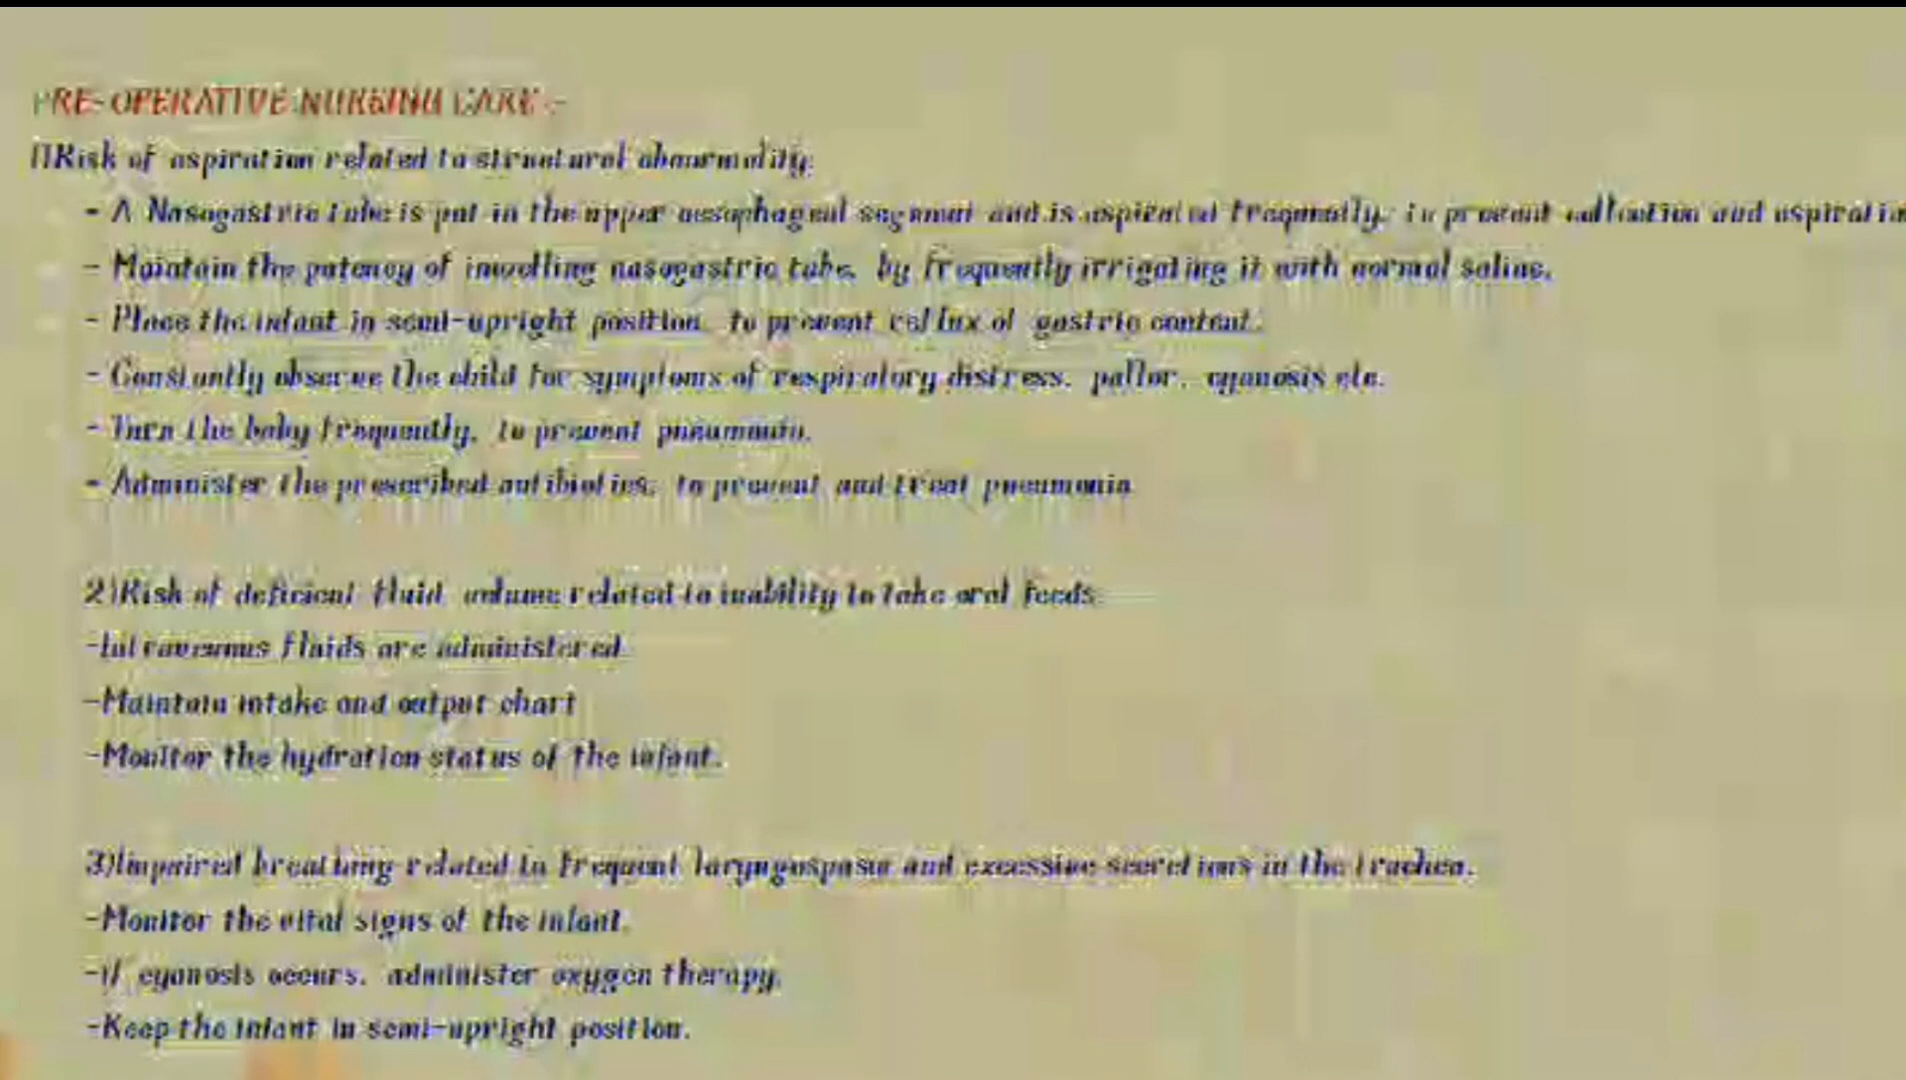 PRE-OPERATIVE NURSING CARE :-
1)Risk of aspiration related to structural abnormality:
- A Nasogastric tube is put in the upper oesophageal segment and is aspirated frequently, to prevent collection and aspiration
- Maintain the patency of inwelling nasogastric tube, by frequently irrigating it with normal saline.
- Place the infant in semi-upright position, to prevent reflux of gastric content.
- Constantly observe the child for symptoms of respiratory distress, pallor, cyanosis etc.
- Turn the baby frequently, to prevent pneumonia.
- Administer the prescribed antibiotics, to prevent and treat pneumonia
2)Risk of deficient fluid volume related to inability to take oral feeds
-Intravenous fluids are administered
-Maintain intake and output chart
-Monitor the hydration status of the infant.
3)Impaired breathing related to frequent laryngospasm and excessive secretions in the trachea.
-Monitor the vital signs of the infant.
-if cyanosis occurs, administer oxygen therapy.
-Keep the infant in semi-upright position.